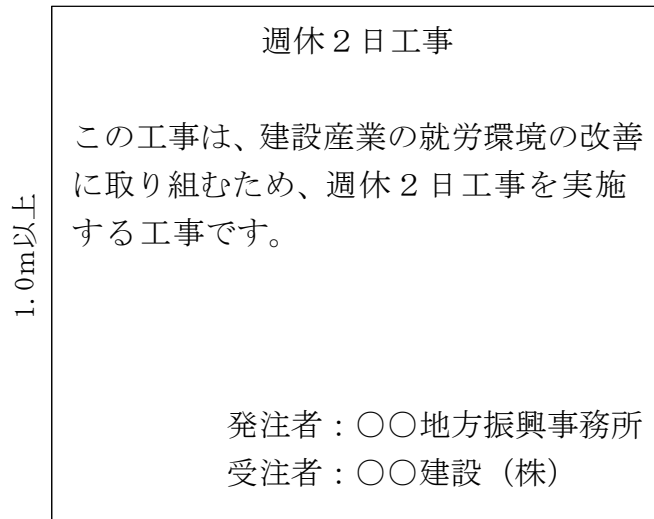 週休２日工事
この工事は、建設産業の就労環境の改善
に取り組むため、週休２日工事を実施
する工事です。
1.0m以上
発注者：○○地方振興事務所
受注者：○○建設（株）